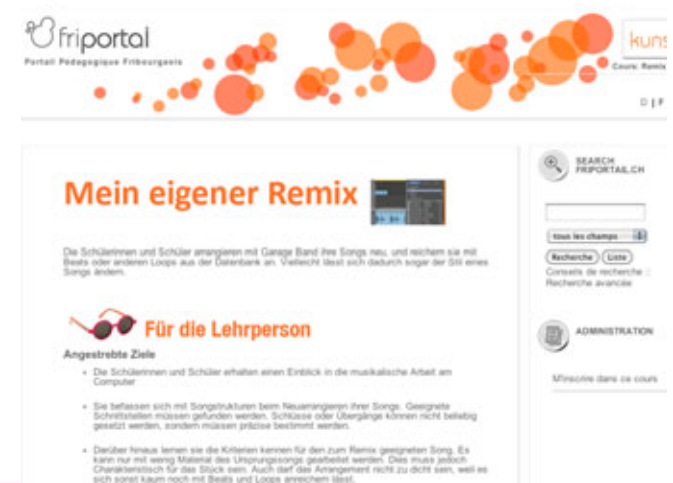 friportal
Portail Pédagogique Fribourgeois
kuns
Cours: Remix
D | F
Mein eigener Remix
Die Schülerinnen und Schüler arrangieren mit Garage Band ihre Songs neu, und reichern sie mit
Beats oder anderen Loops aus der Datenbank an. Vielleicht lässt sich dadurch sogar der Stil eines
Songs ändern.
Für die Lehrperson
Angestrebte Ziele
Die Schülerinnen und Schüler erhalten einen Einblick in die musikalische Arbeit am
Computer
Sie befassen sich mit Songstrukturen beim Neuarrangieren ihrer Songs. Geeignete
Schnittstellen müssen gefunden werden. Schlüsse oder Übergänge können nicht beliebig
gesetzt werden, sondern müssen präzise bestimmt werden.
Darüber hinaus lernen sie die Kriterien kennen für den zum Remix geeigneten Song. Es
kann nur mit wenig Material des Ursprungssongs gearbeitet werden. Dies muss jedoch
Charakteristisch für das Stück sein. Auch darf das Arrangement nicht zu dicht sein, weil es
sich sonst kaum noch mit Beats und Loops anreichern lässt.
SEARCH
FRIPORTAIL.CH
tous les champs
Recherche Liste
Conseils de recherche ::
Recherche avancée
ADMINISTRATION
M'inscrire dans ce cours